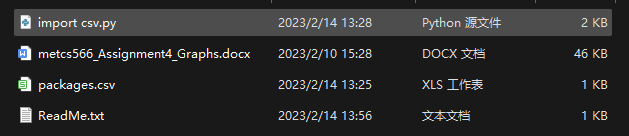 import csv.py 2023/2/14 13:28 Python 源文件 2 KB
metcs566_Assignment4_Graphs.docx 2023/2/10 15:28 DOCX 文档 46 KB
packages.csv 2023/2/14 13:25 XLS 工作表 1 KB
ReadMe.txt 2023/2/14 13:56 文本文档 1 KB